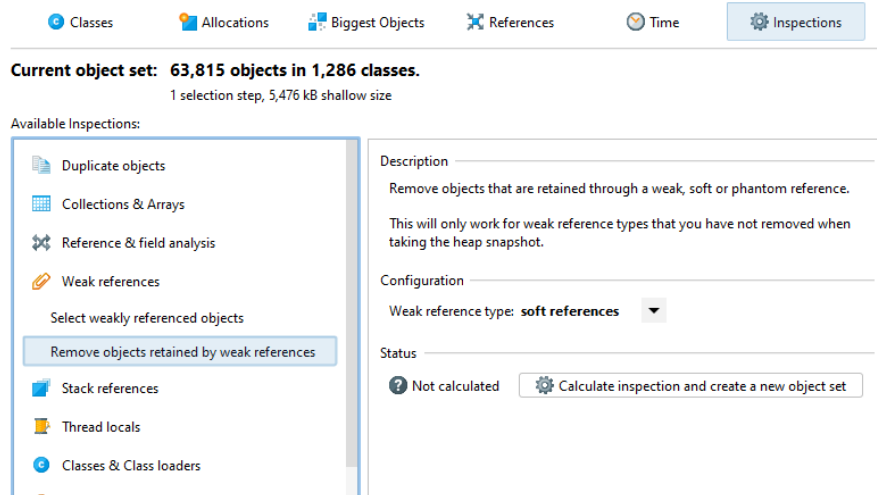 Classes Allocations Biggest Objects References Time Inspections
Current object set: 63,815 objects in 1,286 classes.
1 selection step, 5,476 kB shallow size
Available Inspections:
Duplicate objects
Collections & Arrays
Reference & field analysis
Weak references
Select weakly referenced objects
Remove objects retained by weak references
Stack references
Thread locals
Classes & Class loaders
Description
Remove objects that are retained through a weak, soft or phantom reference.
This will only work for weak reference types that you have not removed when
taking the heap snapshot.
Configuration
Weak reference type: soft references
Status
Not calculated Calculate inspection and create a new object set